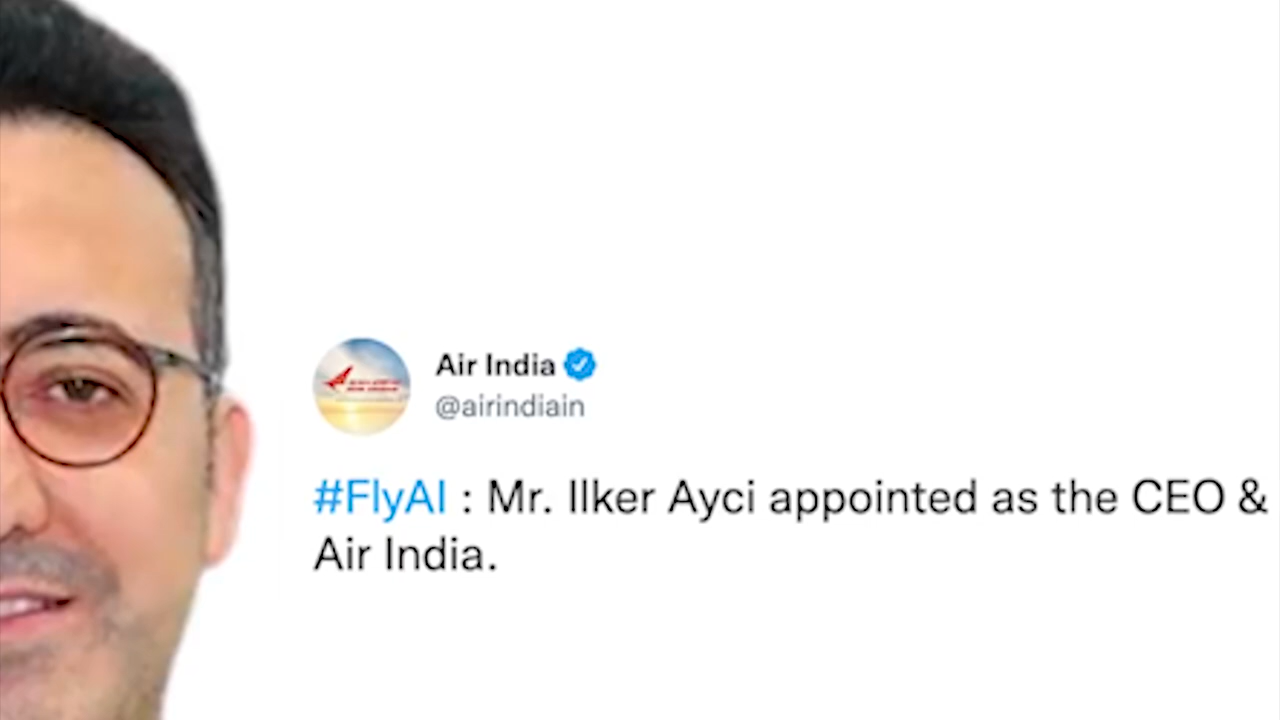 Air India
@airindiain
#FlyAI : Mr. Ilker Ayci appointed as the CEO &
Air India.